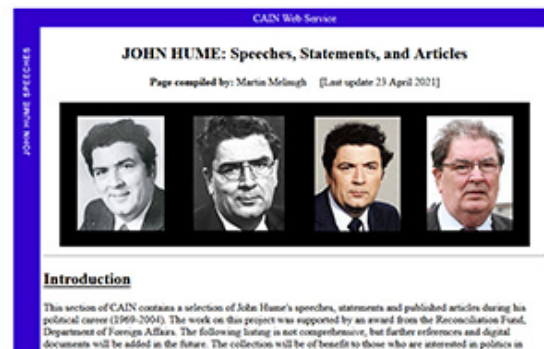 CAIN Web Service
JOHN HUME SPEECHES
JOHN HUME: Speeches, Statements, and Articles
Page compiled by: Martin Melaugh [Last update 23 April 2021]
Introduction
This section of CAIN contains a selection of John Hume's speeches, statements and published articles during his
political career (1969-2004). The work on this project was supported by an award from the Reconciliation Fund,
Department of Foreign Affairs. The following listing is not comprehensive, but further references and digital
documents will be added in the future. The collection will be of benefit to those who are interested in politics in